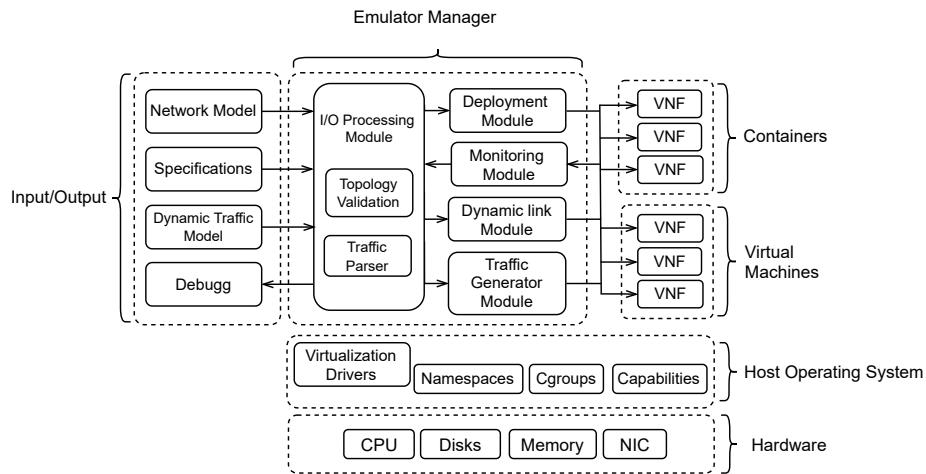 Emulator Manager
Input/Output
Network Model
Specifications
Dynamic Traffic
Model
Debugg
I/O Processing
Module
Topology
Validation
Traffic
Parser
Deployment
Module
Monitoring
Module
Dynamic link
Module
Traffic
Generator
Module
VNF
VNF
VNF
Containers
VNF
VNF
VNF
Virtual
Machines
Virtualization
Drivers
Namespaces
Cgroups
Capabilities
Host Operating System
CPU
Disks
Memory
NIC
Hardware